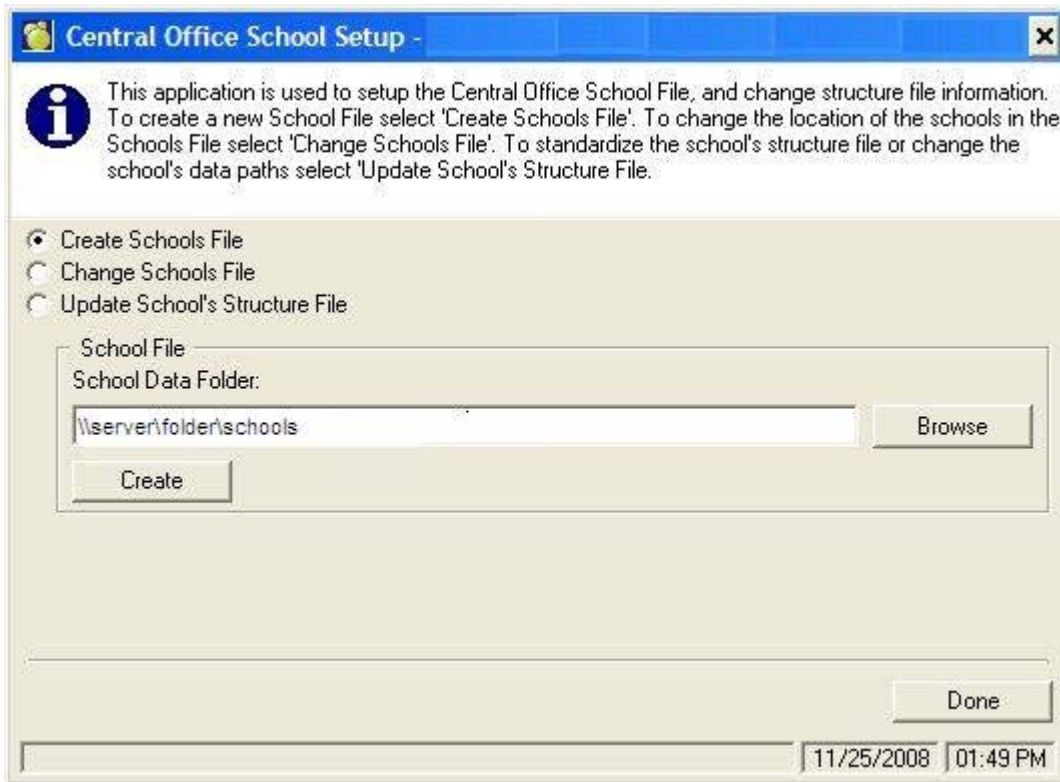 Central Office School Setup -
This application is used to setup the Central Office School File, and change structure file information.
To create a new School File select 'Create Schools File'. To change the location of the schools in the
Schools File select 'Change Schools File'. To standardize the school's structure file or change the
school's data paths select 'Update School's Structure File.
Create Schools File
Change Schools File
Update School's Structure File
School File
School Data Folder:
\\server\folder\schools
Browse
Create
Done
11/25/2008 01:49 PM